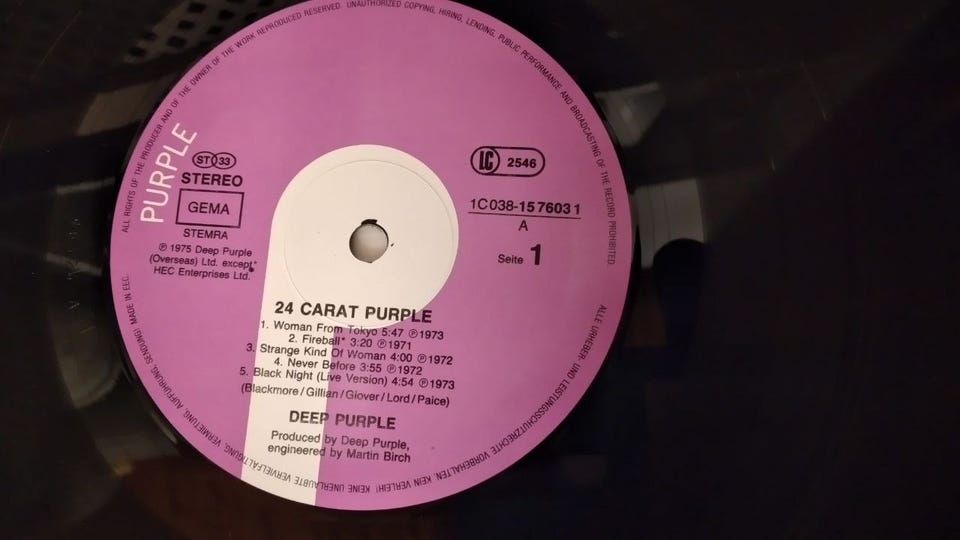 ALL RIGHTS OF THE PRODUCER AND OF THE OWNER OF THE WORK REPRODUCED RESERVED. UNAUTHORIZED COPYING, HIRING, LENDING, PUBLIC PERFORMANCE AND BROADCASTING OF THE RECORD PROHIBITED.
PURPLE
ST 33
STEREO
GEMA
STEMRA
℗ 1975 Deep Purple
(Overseas) Ltd. except*
HEC Enterprises Ltd.
LC 2546
1C 038-15 7603 1
A
Seite 1
24 CARAT PURPLE
1. Woman From Tokyo 5:47 ℗1973
2. Fireball* 3:20 ℗1971
3. Strange Kind Of Woman 4:00 ℗1972
4. Never Before 3:55 ℗1972
5. Black Night (Live Version) 4:54 ℗1973
(Blackmore/Gillian/Glover/Lord/Paice)
DEEP PURPLE
Produced by Deep Purple,
engineered by Martin Birch
ALLE URHEBER- UND LEISTUNGSSCHUTZRECHTE VORBEHALTEN. KEIN VERLEIH! KEINE UNERLAUBTE VERVIELFÄLTIGUNG, VERMIETUNG, AUFFÜHRUNG, SENDUNG! MADE IN EEC.